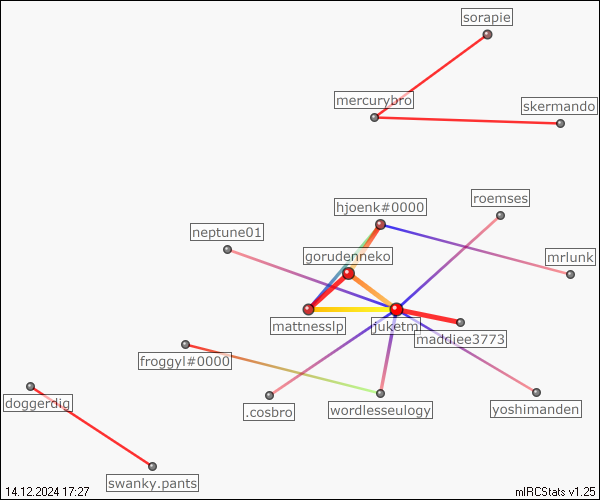 sorapie
mercurybro
skermando
roemses
hjoenk#0000
neptune01
gorudenneko
mrlunk
mattnesslp
juketm
maddiee3773
froggyl#0000
doggerdig
.cosbro
wordlesseulogy
yoshimanden
swanky.pants
14.12.2024 17:27
mIRCStats v1.25